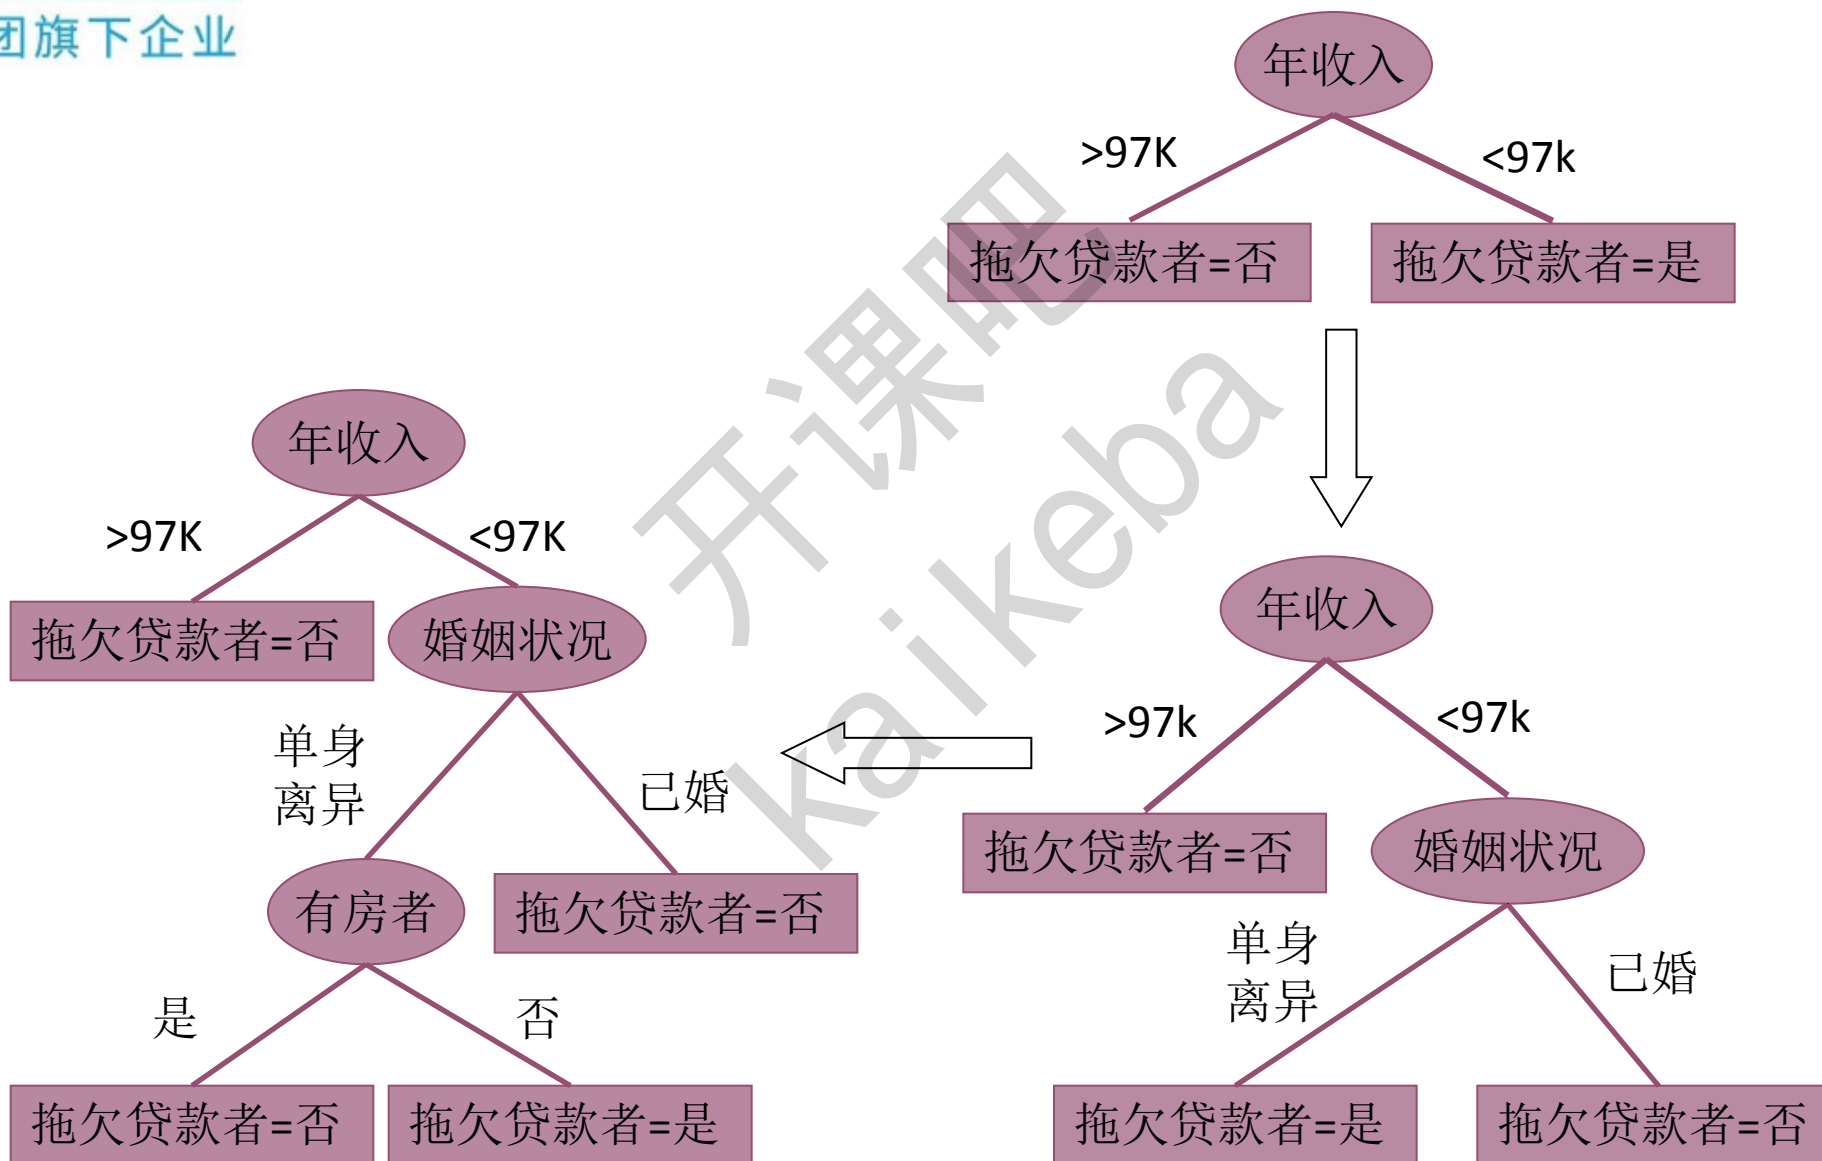 团旗下企业
年收入
>97K
<97k
拖欠贷款者=否
拖欠贷款者=是
年收入
>97k
<97k
拖欠贷款者=否
婚姻状况
单身
离异
已婚
拖欠贷款者=是
拖欠贷款者=否
年收入
>97K
<97K
拖欠贷款者=否
婚姻状况
单身
离异
已婚
有房者
拖欠贷款者=否
是
否
拖欠贷款者=否
拖欠贷款者=是
开课吧
kaikeba